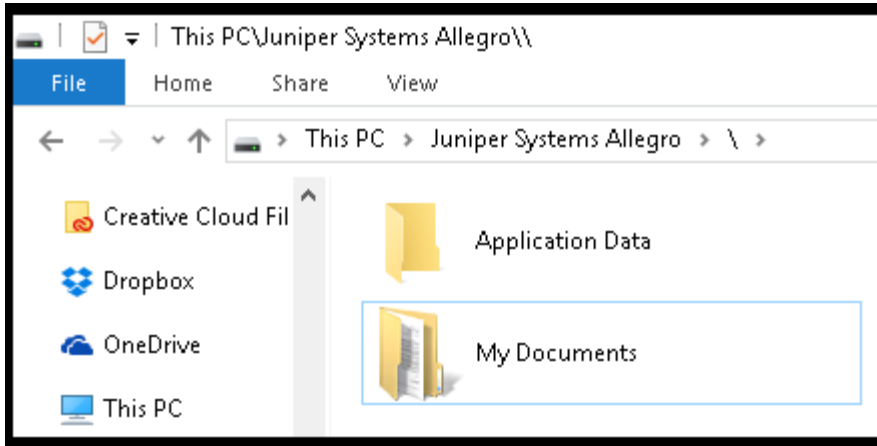 This PC\Juniper Systems Allegro\\
File Home Share View
This PC > Juniper Systems Allegro > \ >
Creative Cloud Fil
Application Data
Dropbox
My Documents
OneDrive
This PC